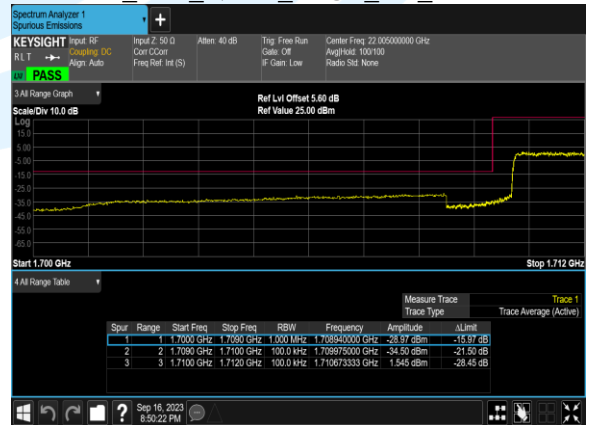 Spectrum Analyzer 1
Spurious Emissions
KEYSIGHT Input: RF Input Z: 50 Ω Atten: 40 dB Trig: Free Run Center Freq: 22.005000000 GHz
RLT Coupling: DC Corr CCorr Gate: Off Avg|Hold: 100/100
Align: Auto Freq Ref: Int (S) IF Gain: Low Radio Std: None
PASS
3 All Range Graph
Ref Lvl Offset 5.60 dB
Scale/Div 10.0 dB Ref Value 25.00 dBm
Log
15.0
5.00
-5.00
-15.0
-25.0
-35.0
-45.0
-55.0
-65.0
Start 1.700 GHz Stop 1.712 GHz
4 All Range Table
Measure Trace Trace 1
Trace Type Trace Average (Active)
Spur Range Start Freq Stop Freq RBW Frequency Amplitude ΔLimit
1 1 1.7000 GHz 1.7090 GHz 1.000 MHz 1.708940000 GHz -28.97 dBm -15.97 dB
2 2 1.7090 GHz 1.7100 GHz 100.0 kHz 1.709975000 GHz -34.50 dBm -21.50 dB
3 3 1.7100 GHz 1.7120 GHz 100.0 kHz 1.710673333 GHz 1.545 dBm -28.45 dB
? Sep 16, 2023
8:50:22 PM